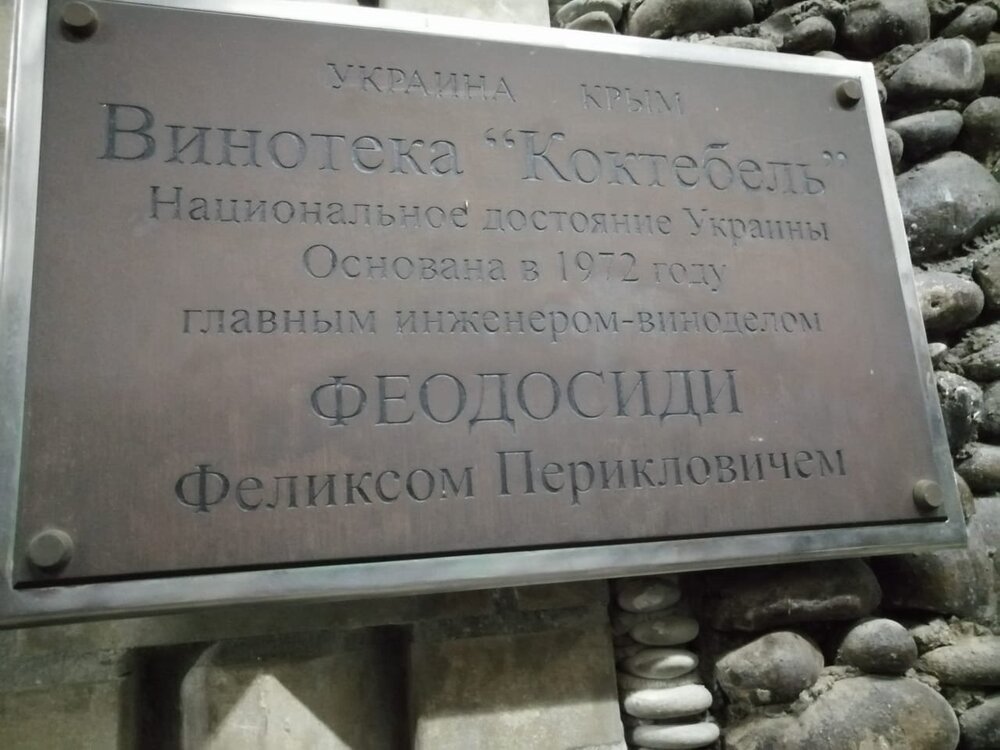 УКРАИНА КРЫМ
Винотека “Коктебель”
Национальное достояние Украины
Основана в 1972 году
главным инженером-виноделом
ФЕОДОСИДИ
Феликсом Перикловичем